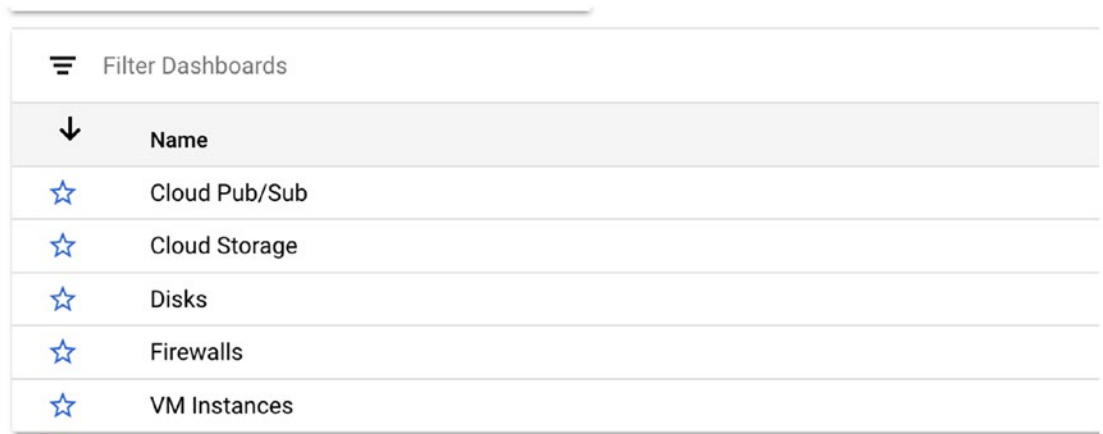 Filter Dashboards
Name
Cloud Pub/Sub
Cloud Storage
Disks
Firewalls
VM Instances